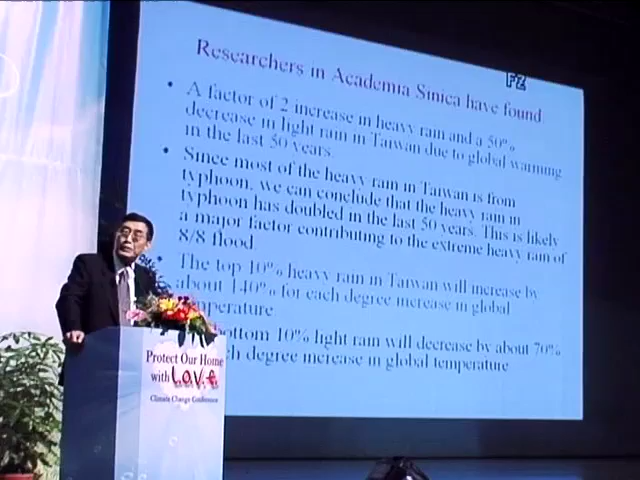 Researchers in Academia Sinica have found
FZ
• A factor of 2 increase in heavy rain and a 50%
decrease in light rain in Taiwan due to global warming
in the last 50 years.
• Since most of the heavy rain in Taiwan is from
typhoon, we can conclude that the heavy rain in
typhoon has doubled in the last 50 years. This is likely
a major factor contributing to the extreme heavy rain of
8/8 flood
The top 10% heavy rain in Taiwan will increase by
about 140% for each degree increase in global
perature
bottom 10% light rain will decrease by about 70%
ch degree increase in global temperature
Protect Our Home
with L.o.v.e.
Climate Change Conference